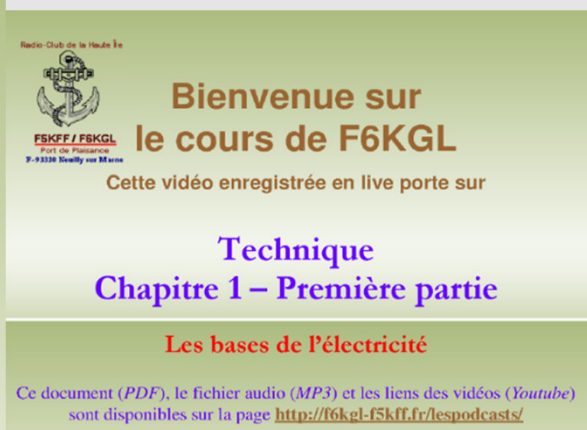 Radio-Club de la Haute Île
F5KFF / F6KGL
Port de Plaisance
F-93330 Neuilly sur Marne
Bienvenue sur
le cours de F6KGL
Cette vidéo enregistrée en live porte sur
Technique
Chapitre 1 – Première partie
Les bases de l’électricité
Ce document (PDF), le fichier audio (MP3) et les liens des vidéos (Youtube)
sont disponibles sur la page http://f6kgl-f5kff.fr/lespodcasts/